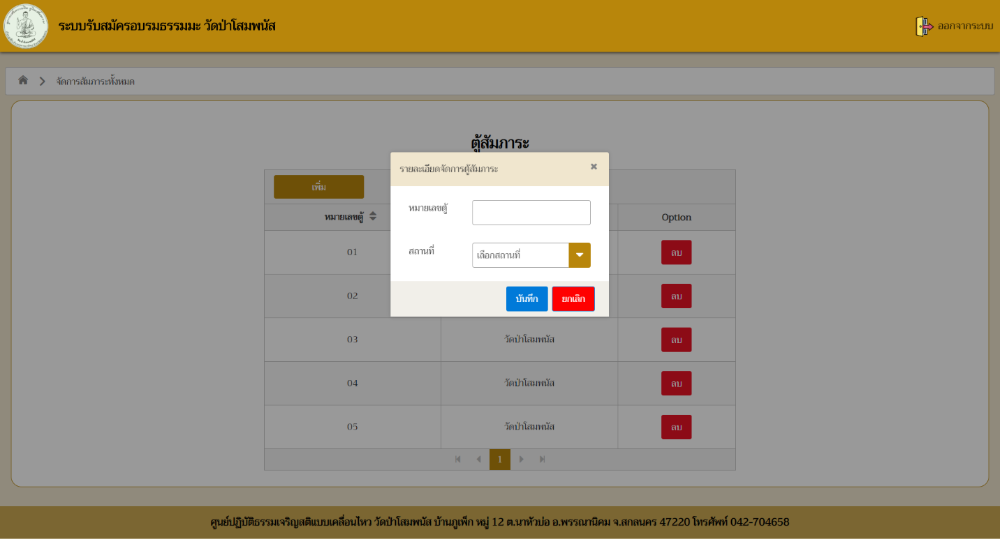 ระบบรับสมัครอบรมธรรมมะ วัดป่าโสมพนัส
ออกจากระบบ
จัดการสัมภาระทั้งหมด
ตู้สัมภาระ
รายละเอียดจัดการตู้สัมภาระ
เพิ่ม
หมายเลขตู้
สถานที่
เลือกสถานที่
บันทึก ยกเลิก
หมายเลขตู้ Option
01 ลบ
02 ลบ
03 วัดป่าโสมพนัส ลบ
04 วัดป่าโสมพนัส ลบ
05 วัดป่าโสมพนัส ลบ
1
ศูนย์ปฏิบัติธรรมเจริญสติแบบเคลื่อนไหว วัดป่าโสมพนัส บ้านภูเพ็ก หมู่ 12 ต.นาหัวบ่อ อ.พรรณานิคม จ.สกลนคร 47220 โทรศัพท์ 042-704658